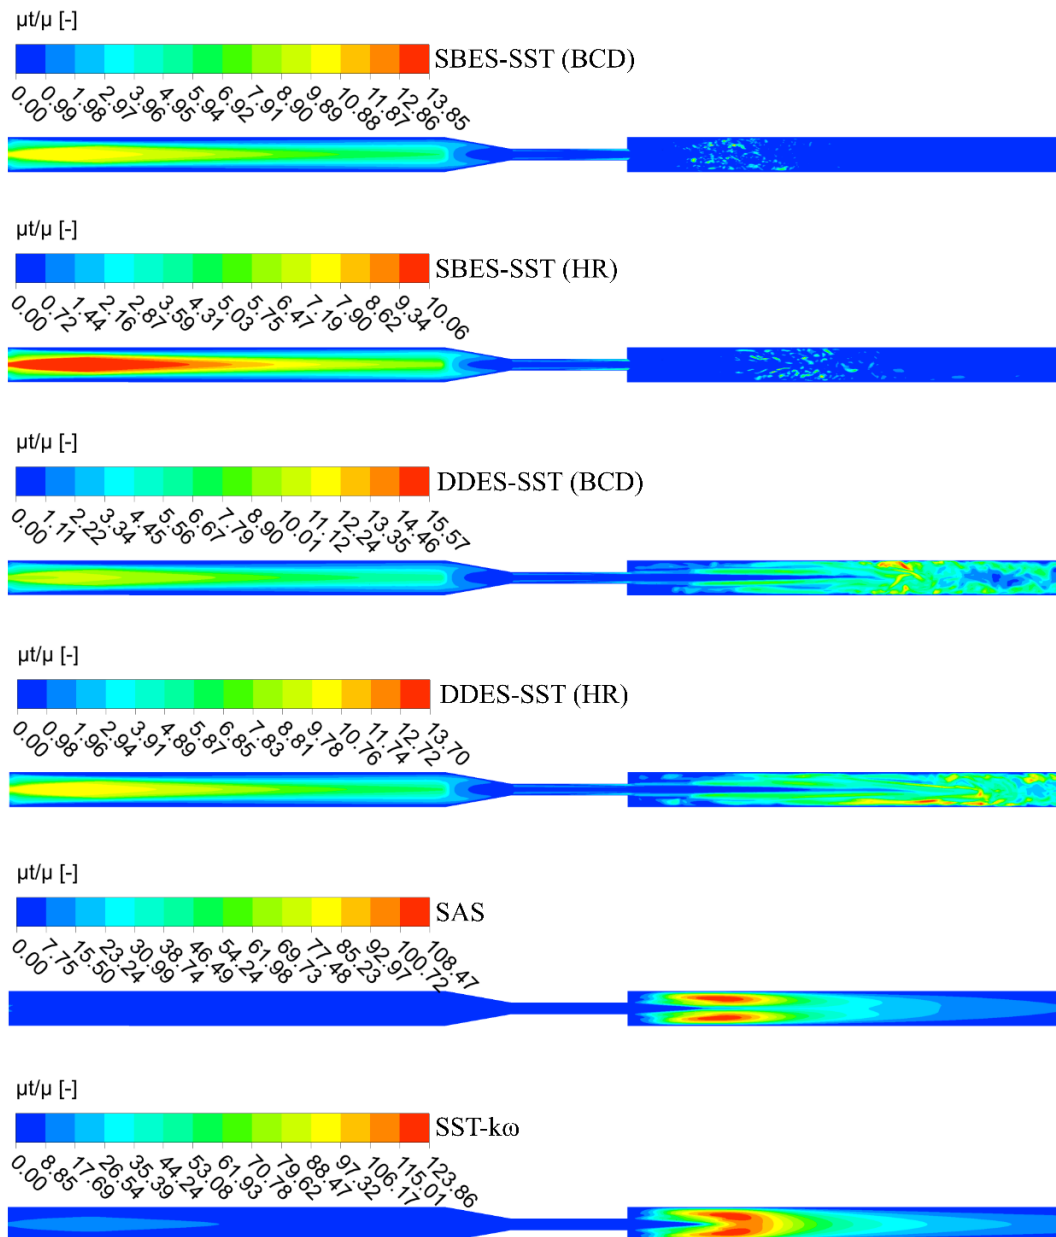 µt/µ [-]
SBES-SST (BCD)
0.00 0.99 1.98 2.97 3.96 4.95 5.94 6.92 7.91 8.90 9.89 10.88 11.87 12.86 13.85
µt/µ [-]
SBES-SST (HR)
0.00 0.72 1.44 2.16 2.87 3.59 4.31 5.03 5.75 6.47 7.19 7.90 8.62 9.34 10.06
µt/µ [-]
DDES-SST (BCD)
0.00 1.11 2.22 3.34 4.45 5.56 6.67 7.79 8.90 10.01 11.12 12.24 13.35 14.46 15.57
µt/µ [-]
DDES-SST (HR)
0.00 0.98 1.96 2.94 3.91 4.89 5.87 6.85 7.83 8.81 9.78 10.76 11.74 12.72 13.70
µt/µ [-]
SAS
0.00 7.75 15.50 23.24 30.99 38.74 46.49 54.24 61.98 69.73 77.48 85.23 92.97 100.72 108.47
µt/µ [-]
SST-kω
0.00 8.85 17.69 26.54 35.39 44.24 53.08 61.93 70.78 79.62 88.47 97.32 106.17 115.01 123.86